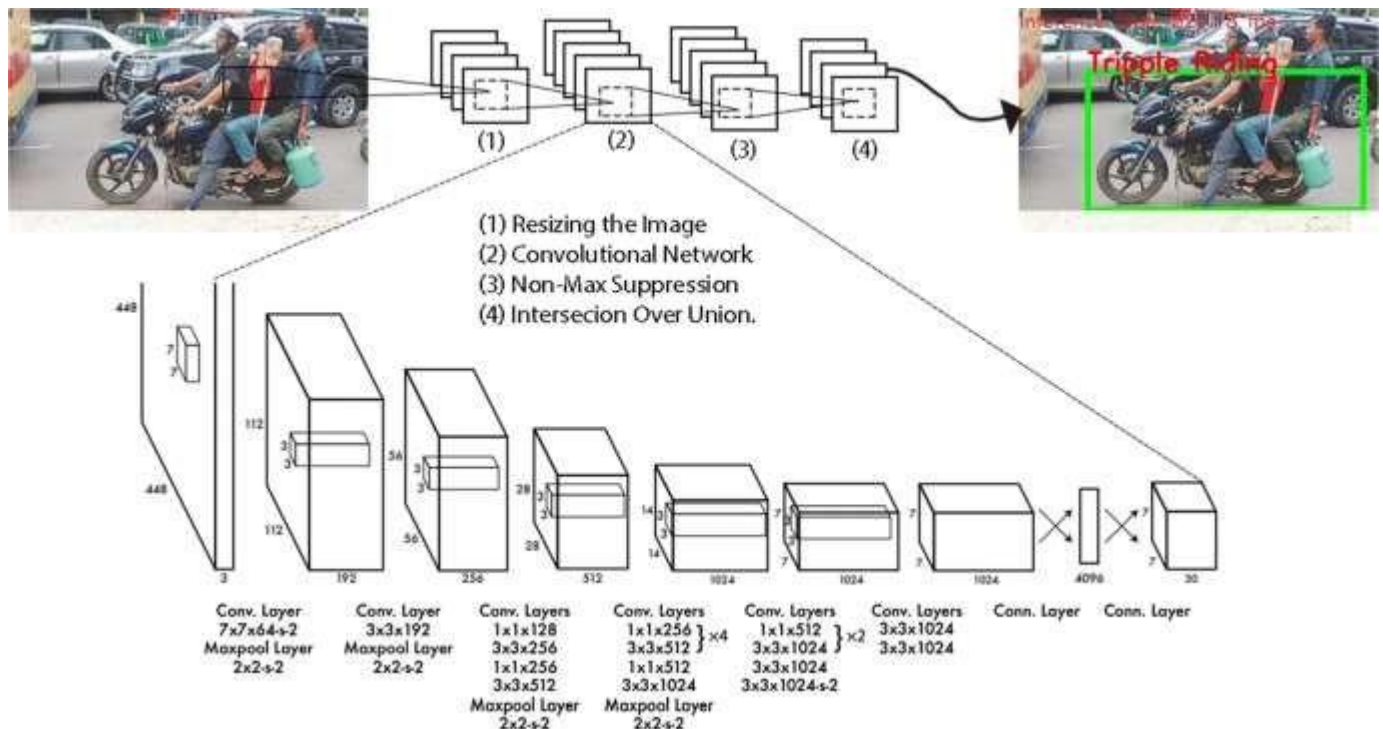 Tripple Riding
(1)
(2)
(3)
(4)
(1) Resizing the Image
(2) Convolutional Network
(3) Non-Max Suppression
(4) Intersecion Over Union.
448
7
7
448
3
112
3
3
112
192
56
3
3
56
256
28
3
3
28
512
14
3
3
14
1024
7
3
3
7
1024
7
7
1024
4096
7
7
30
Conv. Layer
7x7x64-s-2
Maxpool Layer
2x2-s-2
Conv. Layer
3x3x192
Maxpool Layer
2x2-s-2
Conv. Layers
1x1x128
3x3x256
1x1x256
3x3x512
Maxpool Layer
2x2-s-2
Conv. Layers
1x1x256
3x3x512 }×4
1x1x512
3x3x1024
Maxpool Layer
2x2-s-2
Conv. Layers
1x1x512
3x3x1024 }×2
3x3x1024
3x3x1024-s-2
Conv. Layers
3x3x1024
3x3x1024
Conn. Layer
Conn. Layer